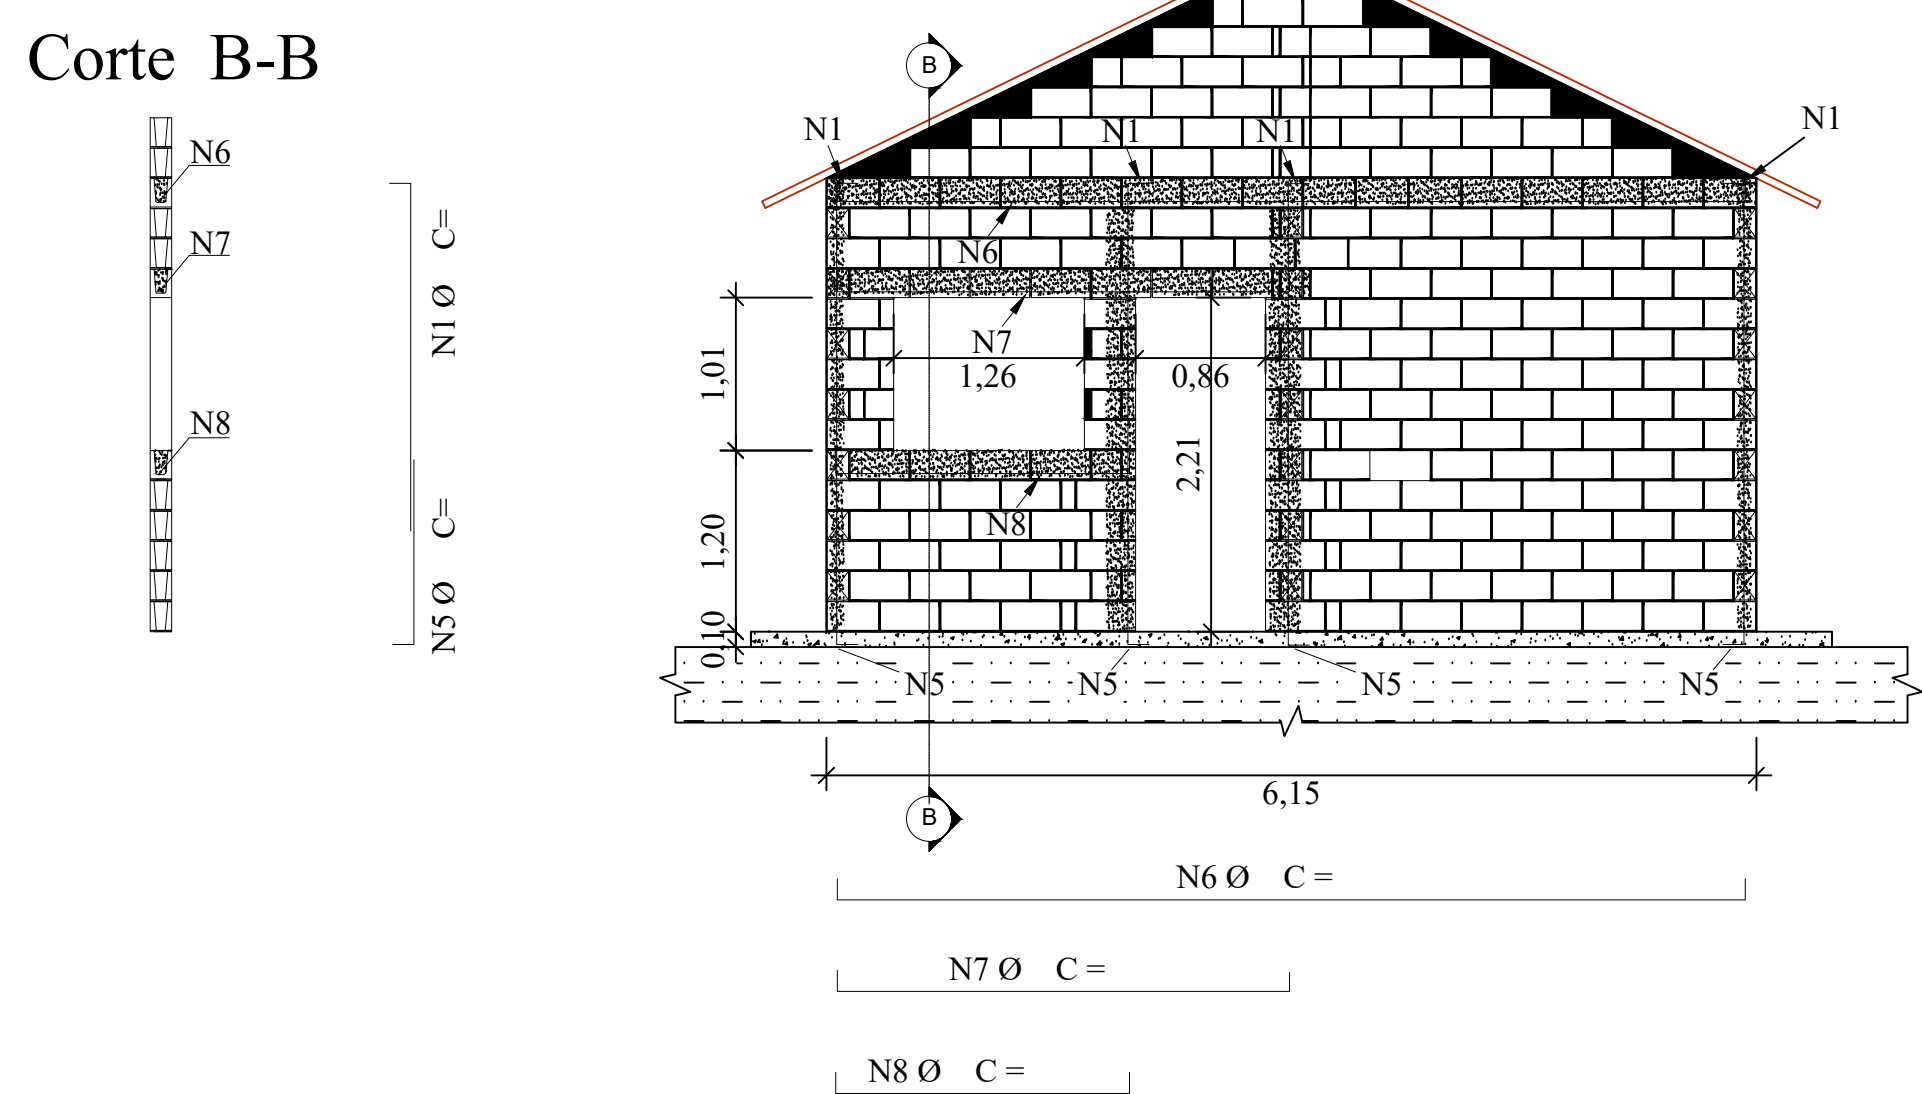 Corte B-B
B
N1
N1
N1
N1
N6
N7
N8
N1 Ø C=
N5 Ø C=
N6
N7
1,26
0,86
1,01
2,21
N8
1,20
0,10
N5
N5
N5
N5
6,15
B
N6 Ø C =
N7 Ø C =
N8 Ø C =